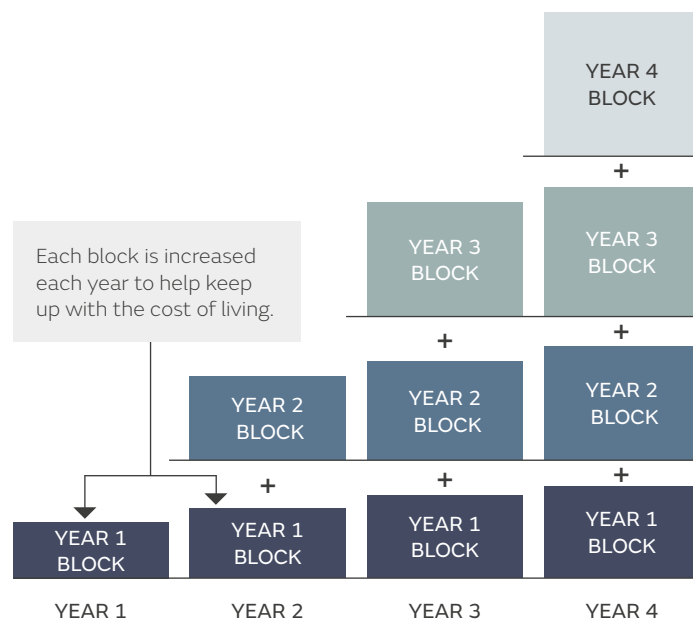 YEAR 4
BLOCK
+
Each block is increased
each year to help keep
up with the cost of living.
YEAR 3
BLOCK
YEAR 3
BLOCK
+
+
YEAR 2
BLOCK
YEAR 2
BLOCK
YEAR 2
BLOCK
+
+
+
YEAR 1
BLOCK
YEAR 1
BLOCK
YEAR 1
BLOCK
YEAR 1
BLOCK
YEAR 1
YEAR 2
YEAR 3
YEAR 4